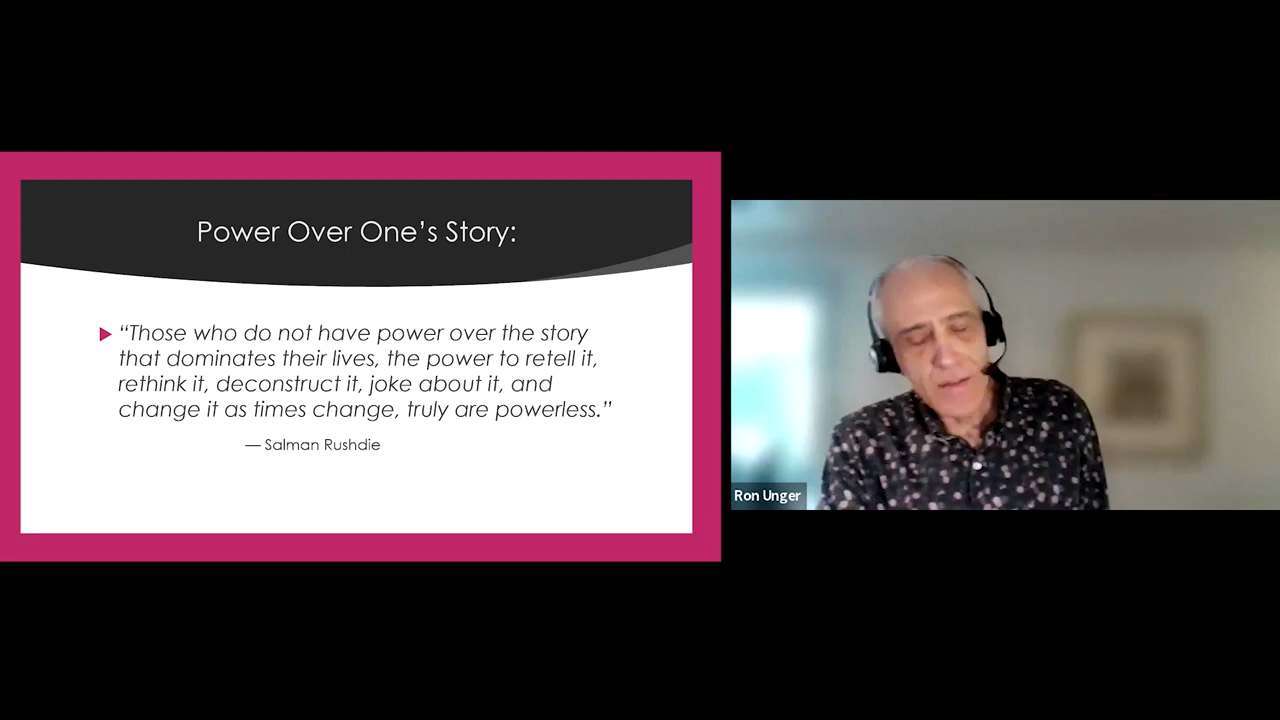 Power Over One’s Story:
“Those who do not have power over the story
that dominates their lives, the power to retell it,
rethink it, deconstruct it, joke about it, and
change it as times change, truly are powerless.”
— Salman Rushdie
Ron Unger